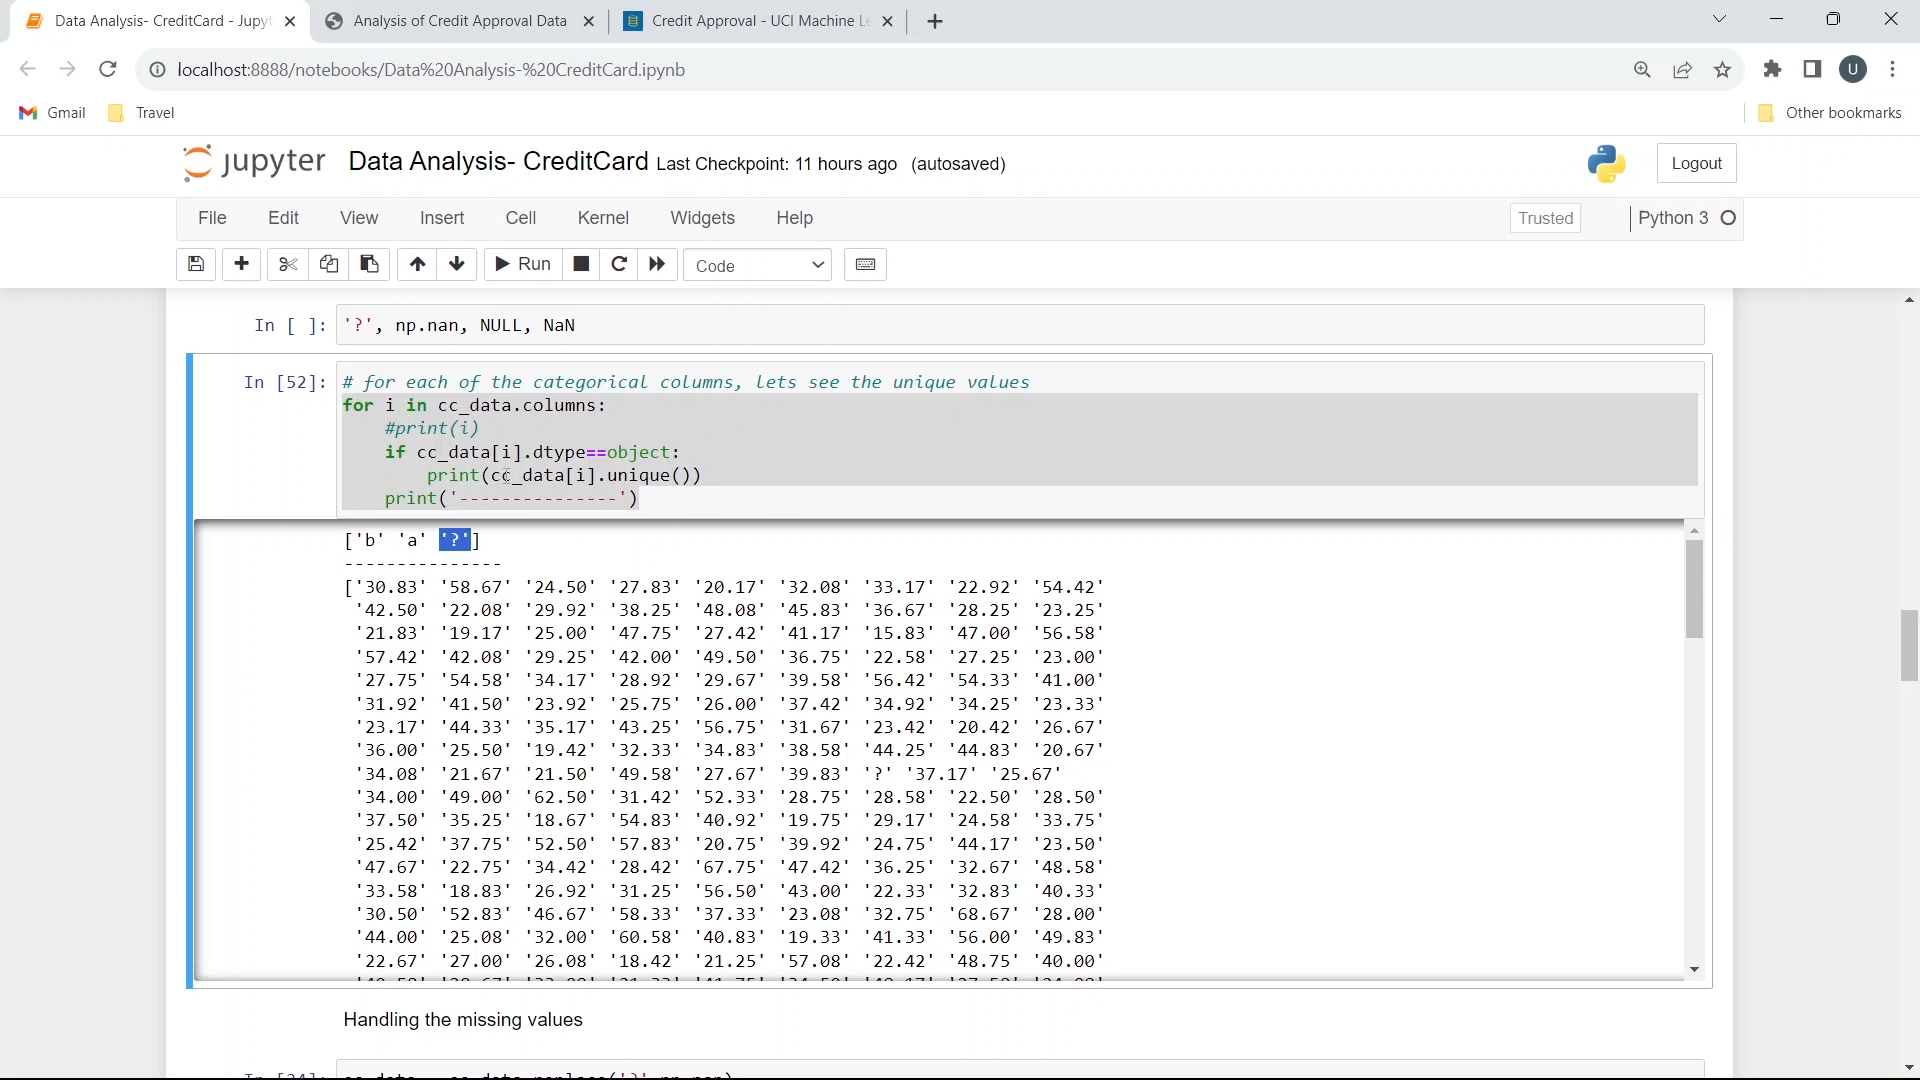 Data Analysis- CreditCard - Jupyt
Analysis of Credit Approval Data
Credit Approval - UCI Machine Le
localhost:8888/notebooks/Data%20Analysis-%20CreditCard.ipynb
U
Gmail
Travel
Other bookmarks
jupyter Data Analysis- CreditCard Last Checkpoint: 11 hours ago (autosaved)
Logout
File Edit View Insert Cell Kernel Widgets Help
Trusted
Python 3
Run
Code
In [ ]: '?', np.nan, NULL, NaN
In [52]: # for each of the categorical columns, lets see the unique values
for i in cc_data.columns:
#print(i)
if cc_data[i].dtype==object:
print(cc_data[i].unique())
print('---------------')
['b' 'a' '?']
---------------
['30.83' '58.67' '24.50' '27.83' '20.17' '32.08' '33.17' '22.92' '54.42'
'42.50' '22.08' '29.92' '38.25' '48.08' '45.83' '36.67' '28.25' '23.25'
'21.83' '19.17' '25.00' '47.75' '27.42' '41.17' '15.83' '47.00' '56.58'
'57.42' '42.08' '29.25' '42.00' '49.50' '36.75' '22.58' '27.25' '23.00'
'27.75' '54.58' '34.17' '28.92' '29.67' '39.58' '56.42' '54.33' '41.00'
'31.92' '41.50' '23.92' '25.75' '26.00' '37.42' '34.92' '34.25' '23.33'
'23.17' '44.33' '35.17' '43.25' '56.75' '31.67' '23.42' '20.42' '26.67'
'36.00' '25.50' '19.42' '32.33' '34.83' '38.58' '44.25' '44.83' '20.67'
'34.08' '21.67' '21.50' '49.58' '27.67' '39.83' '?' '37.17' '25.67'
'34.00' '49.00' '62.50' '31.42' '52.33' '28.75' '28.58' '22.50' '28.50'
'37.50' '35.25' '18.67' '54.83' '40.92' '19.75' '29.17' '24.58' '33.75'
'25.42' '37.75' '52.50' '57.83' '20.75' '39.92' '24.75' '44.17' '23.50'
'47.67' '22.75' '34.42' '28.42' '67.75' '47.42' '36.25' '32.67' '48.58'
'33.58' '18.83' '26.92' '31.25' '56.50' '43.00' '22.33' '32.83' '40.33'
'30.50' '52.83' '46.67' '58.33' '37.33' '23.08' '32.75' '68.67' '28.00'
'44.00' '25.08' '32.00' '60.58' '40.83' '19.33' '41.33' '56.00' '49.83'
'22.67' '27.00' '26.08' '18.42' '21.25' '57.08' '22.42' '48.75' '40.00'
Handling the missing values